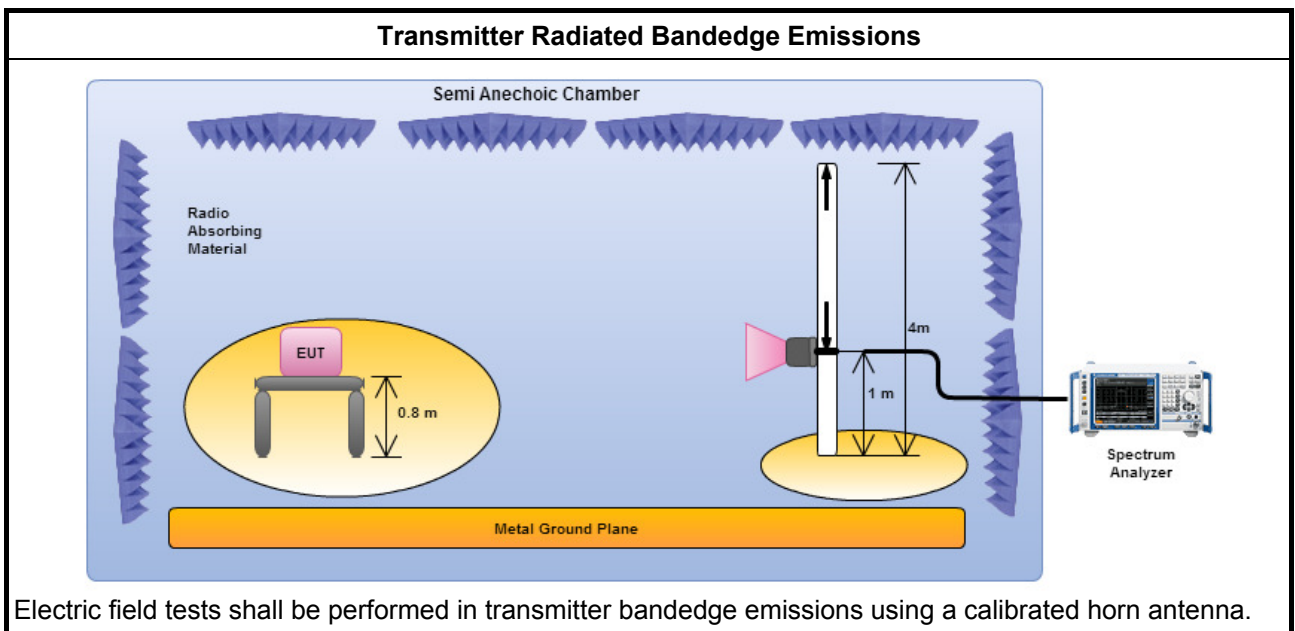 Transmitter Radiated Bandedge Emissions
Semi Anechoic Chamber
Radio
Absorbing
Material
EUT
0.8 m
4m
1 m
Spectrum
Analyzer
Metal Ground Plane
Electric field tests shall be performed in transmitter bandedge emissions using a calibrated horn antenna.